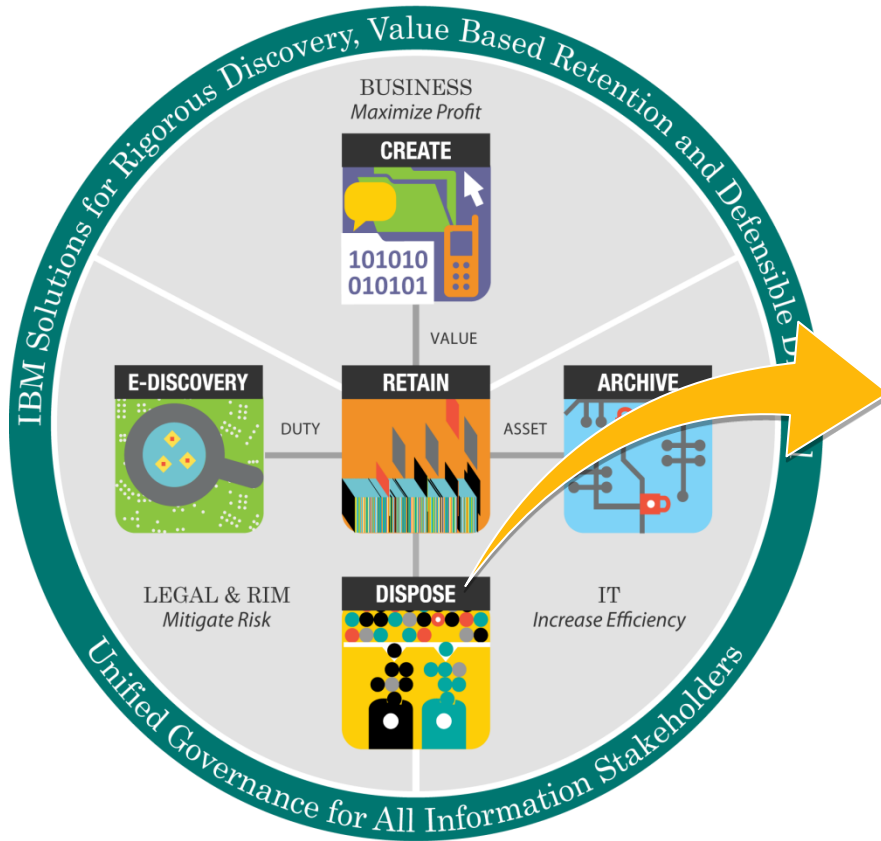 IBM Solutions for Rigorous Discovery, Value Based Retention and Defensible
BUSINESS
Maximize Profit
CREATE
101010
010101
VALUE
E-DISCOVERY
RETAIN
ARCHIVE
DUTY
ASSET
LEGAL & RIM
Mitigate Risk
DISPOSE
IT
Increase Efficiency
Unified Governance for All Information Stakeholders